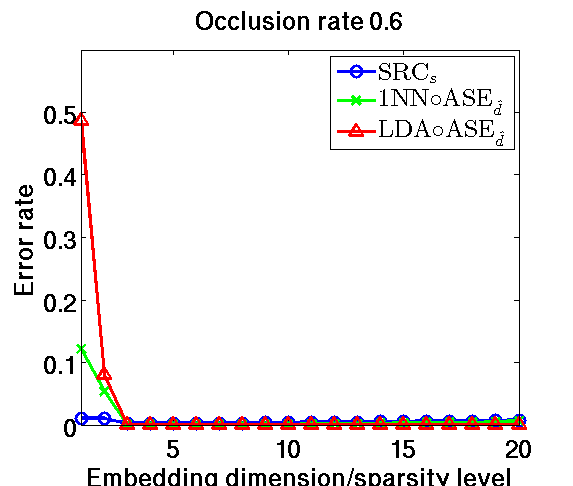 Occlusion rate 0.6
SRCₛ
1NN∘ASE_d̂
LDA∘ASE_d̂
Error rate
0.5
0.4
0.3
0.2
0.1
0
5 10 15 20
Embedding dimension/sparsity level